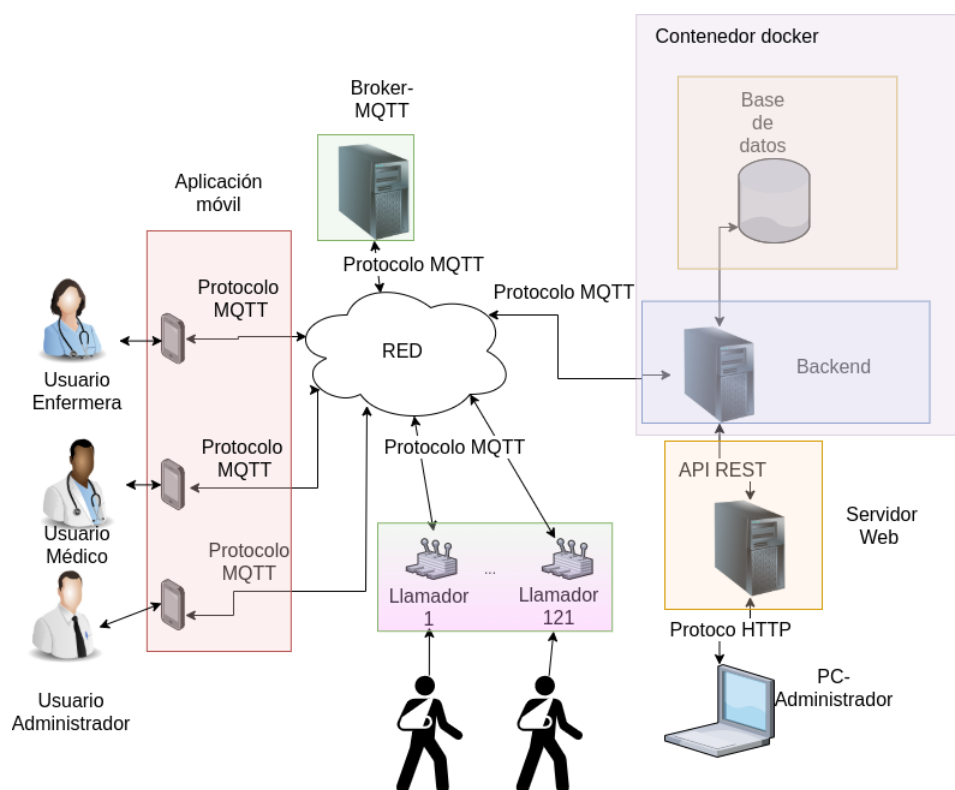 Contenedor docker
Base
de
datos
Broker-
MQTT
Aplicación
móvil
Protocolo MQTT
Protocolo MQTT
Protocolo
MQTT
RED
Backend
Usuario
Enfermera
Protocolo
MQTT
Protocolo MQTT
API REST
Usuario
Médico
Servidor
Web
Protocolo
MQTT
...
Llamador
1
Llamador
121
Protoco HTTP
Usuario
Administrador
PC-
Administrador